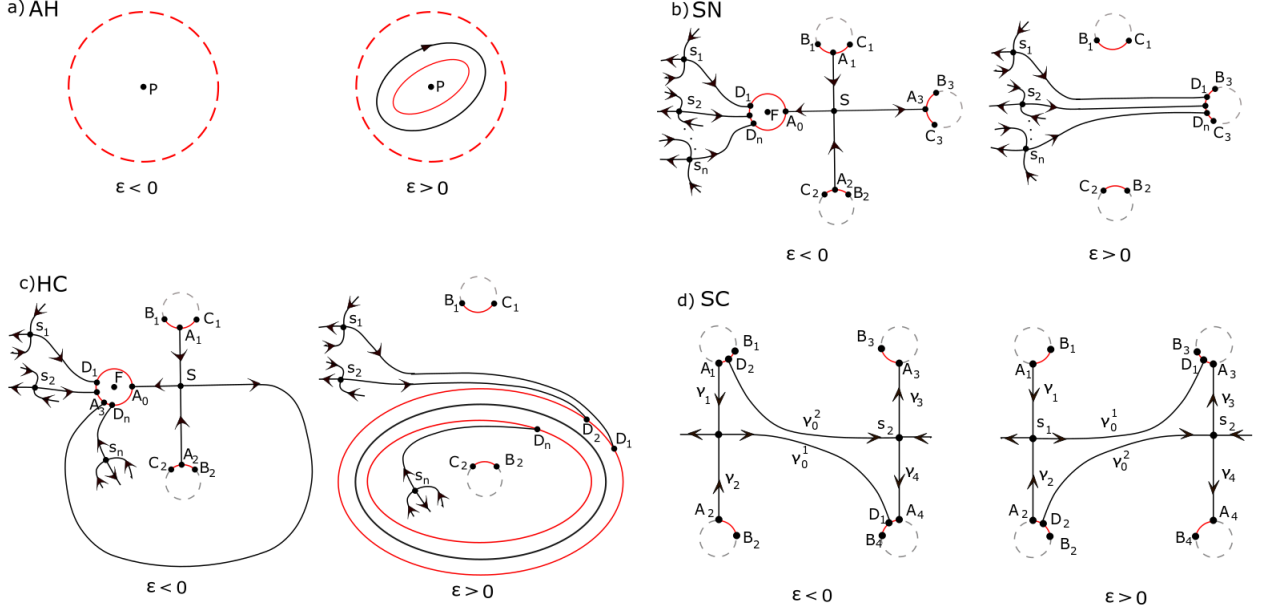 a) AH
P
ε<0
P
ε>0
b) SN
B₁ C₁
A₁
s₁
s₂
sₙ
D₁
F
Dₙ
A₀
S
A₃
B₃
C₃
A₂
C₂ B₂
ε<0
B₁ C₁
s₁
s₂
sₙ
D₁
Dₙ
B₃
C₃
C₂ B₂
ε>0
c) HC
B₁ C₁
A₁
s₁
s₂
D₁
F
A₃ Dₙ
A₀
S
sₙ
A₂
C₂ B₂
ε<0
B₁ C₁
s₁
s₂
D₂ D₁
Dₙ
sₙ
C₂ B₂
ε>0
d) SC
B₁
A₁ D₂
γ₁
γ₀²
γ₀¹
γ₂
A₂
B₂
B₃
A₃
γ₃
s₂
γ₄
D₁ A₄
B₄
ε<0
B₁
A₁
γ₁
s₁
γ₀¹
γ₀²
γ₂
A₂
D₂
B₂
B₃
D₁ A₃
γ₃
s₂
γ₄
A₄
B₄
ε>0